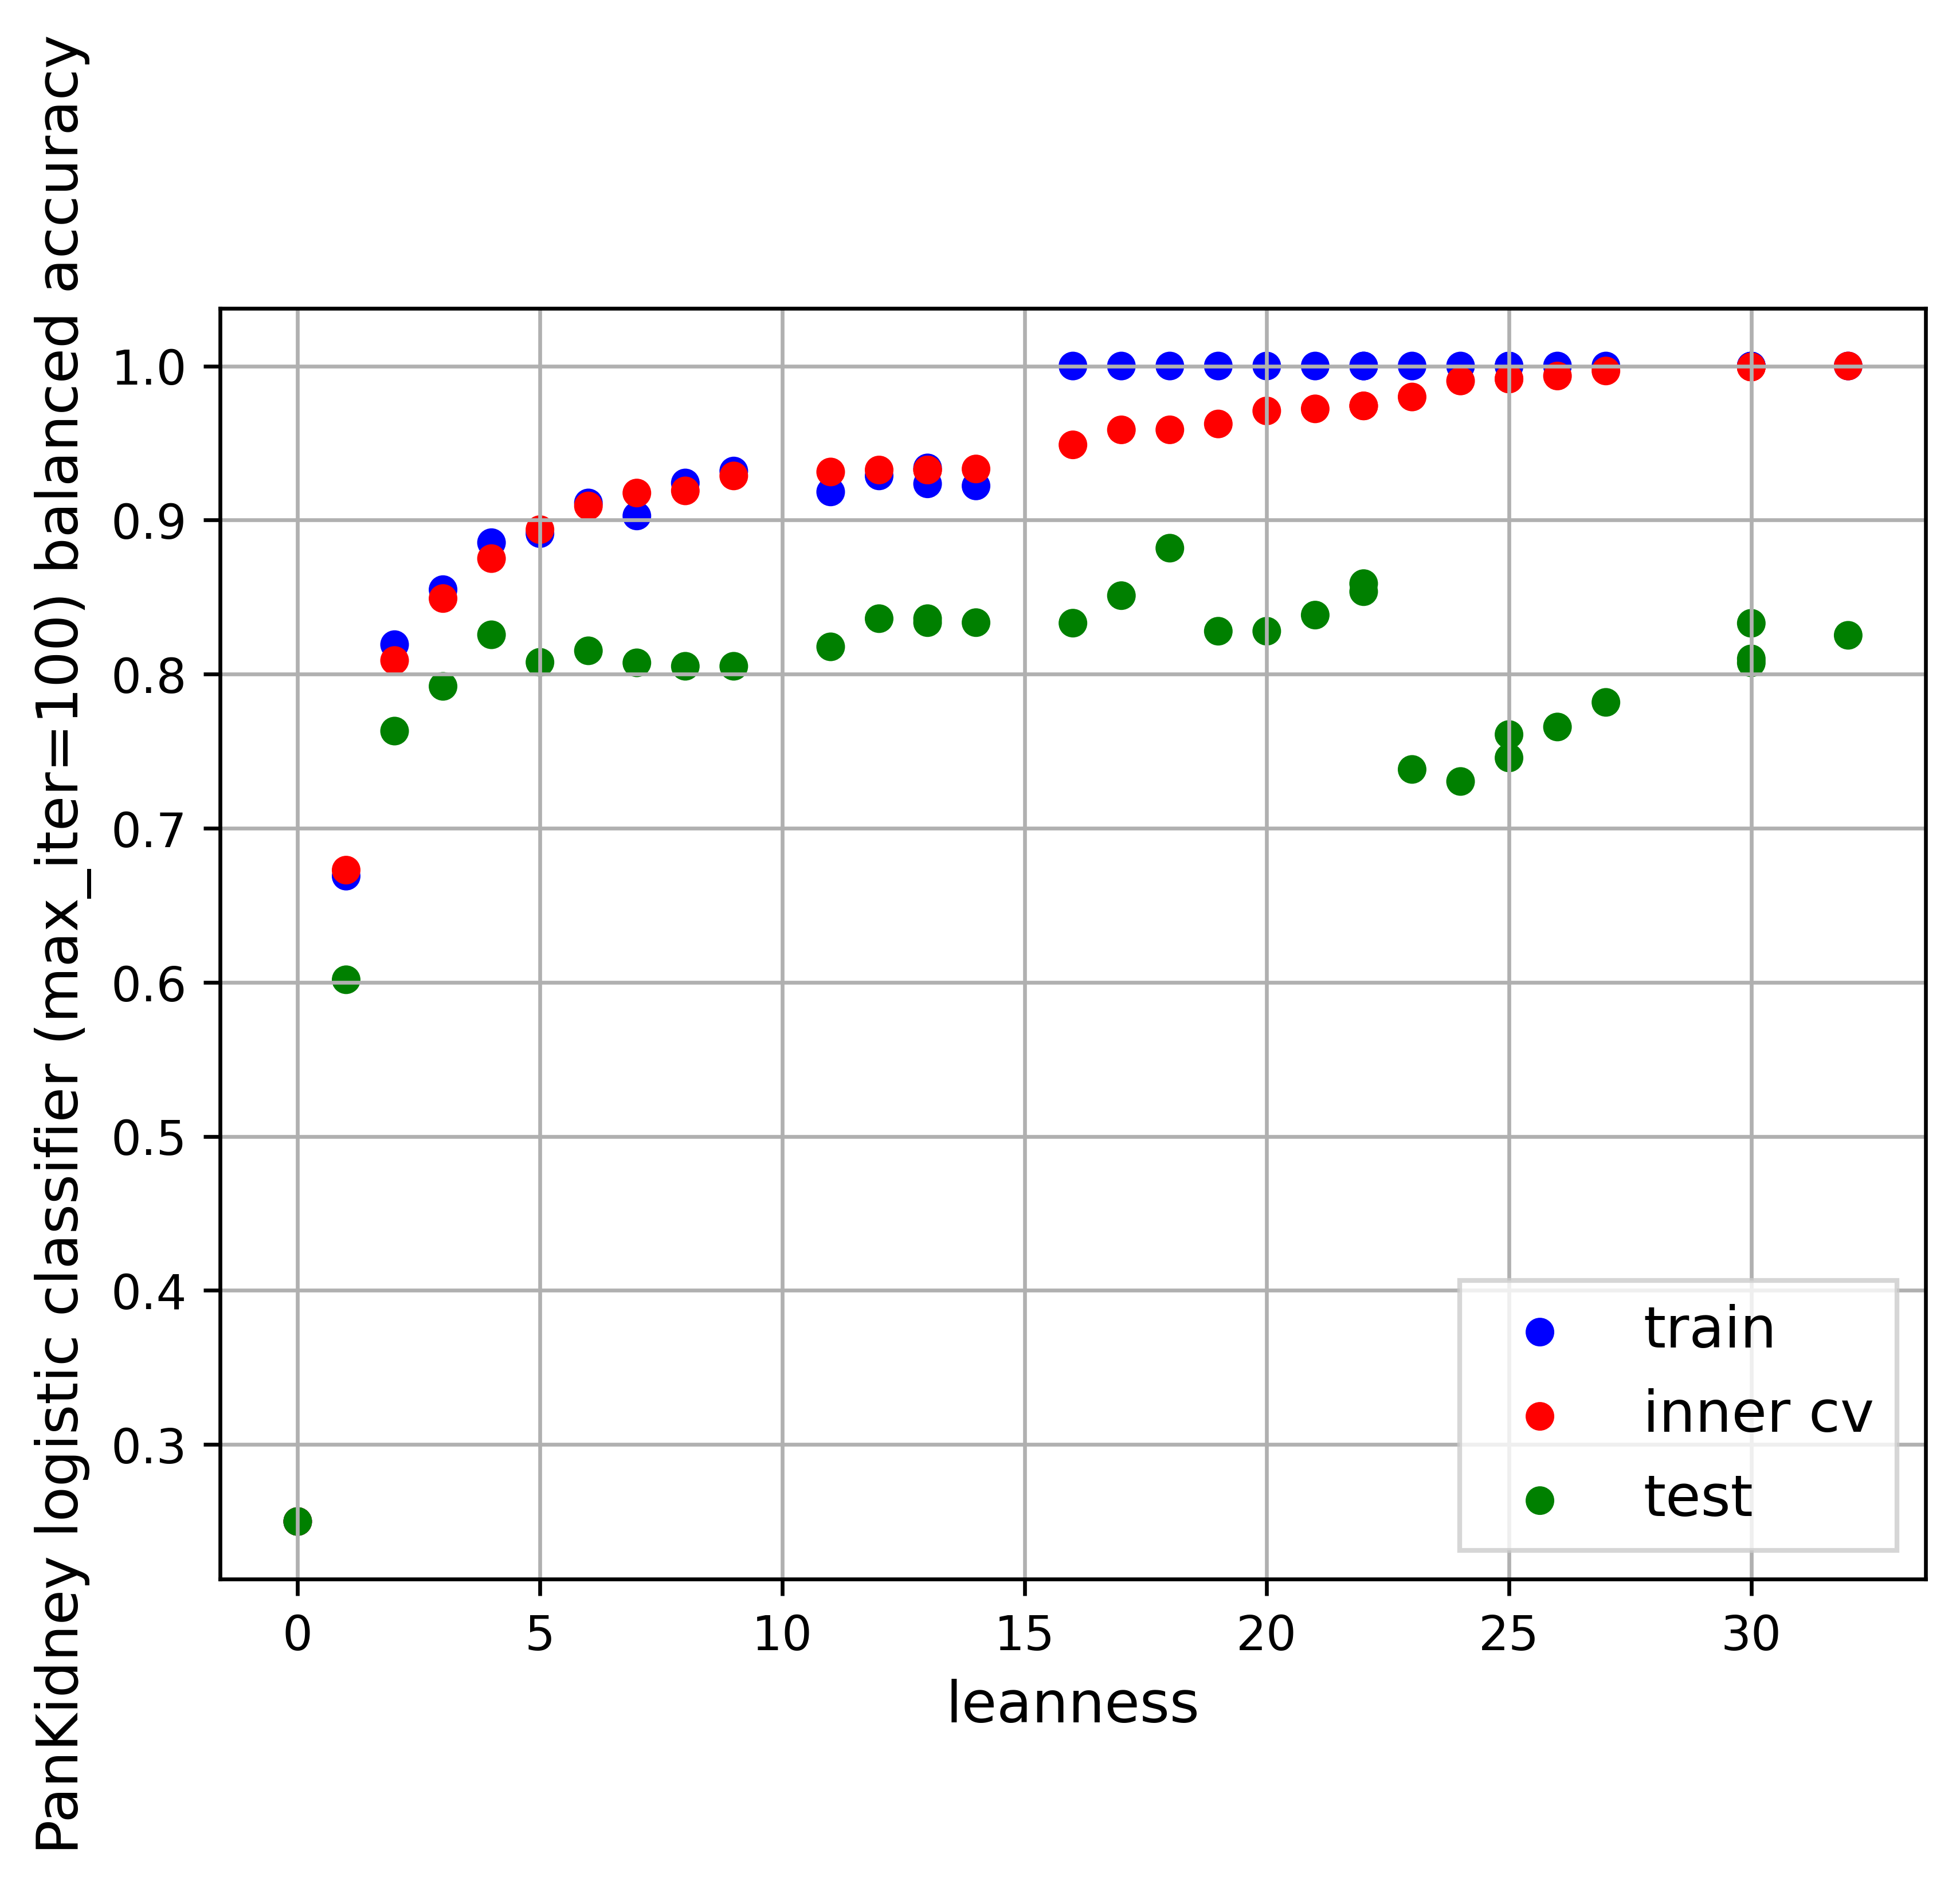 PanKidney logistic classifier (max_iter=100) balanced accuracy
1.0
0.9
0.8
0.7
0.6
0.5
0.4
0.3
train
inner cv
test
0 5 10 15 20 25 30
leanness